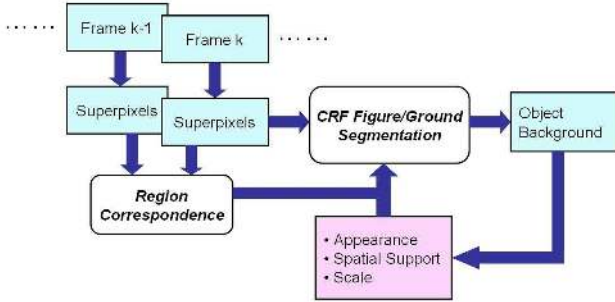 Frame k-1
Frame k
Superpixels
Superpixels
CRF Figure/Ground
Segmentation
Object
Background
Region
Correspondence
• Appearance
• Spatial Support
• Scale